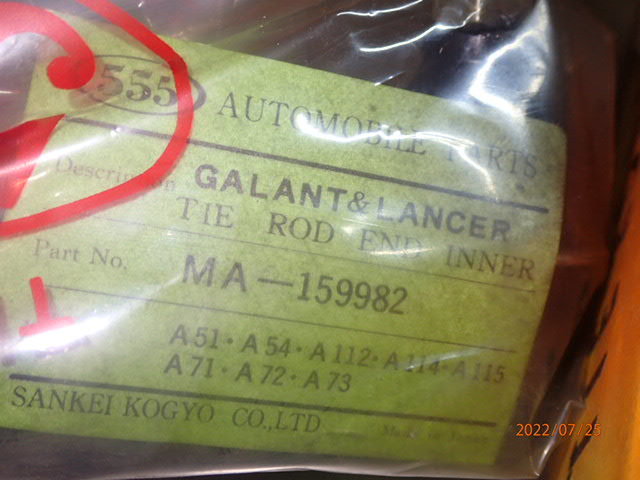 555 AUTOMOBILE PARTS
Description GALANT&LANCER
TIE ROD END INNER
Part No. MA-159982
A51·A54·A112·A114·A115
A71·A72·A73
SANKEI KOGYO CO.,LTD
2022/07/25